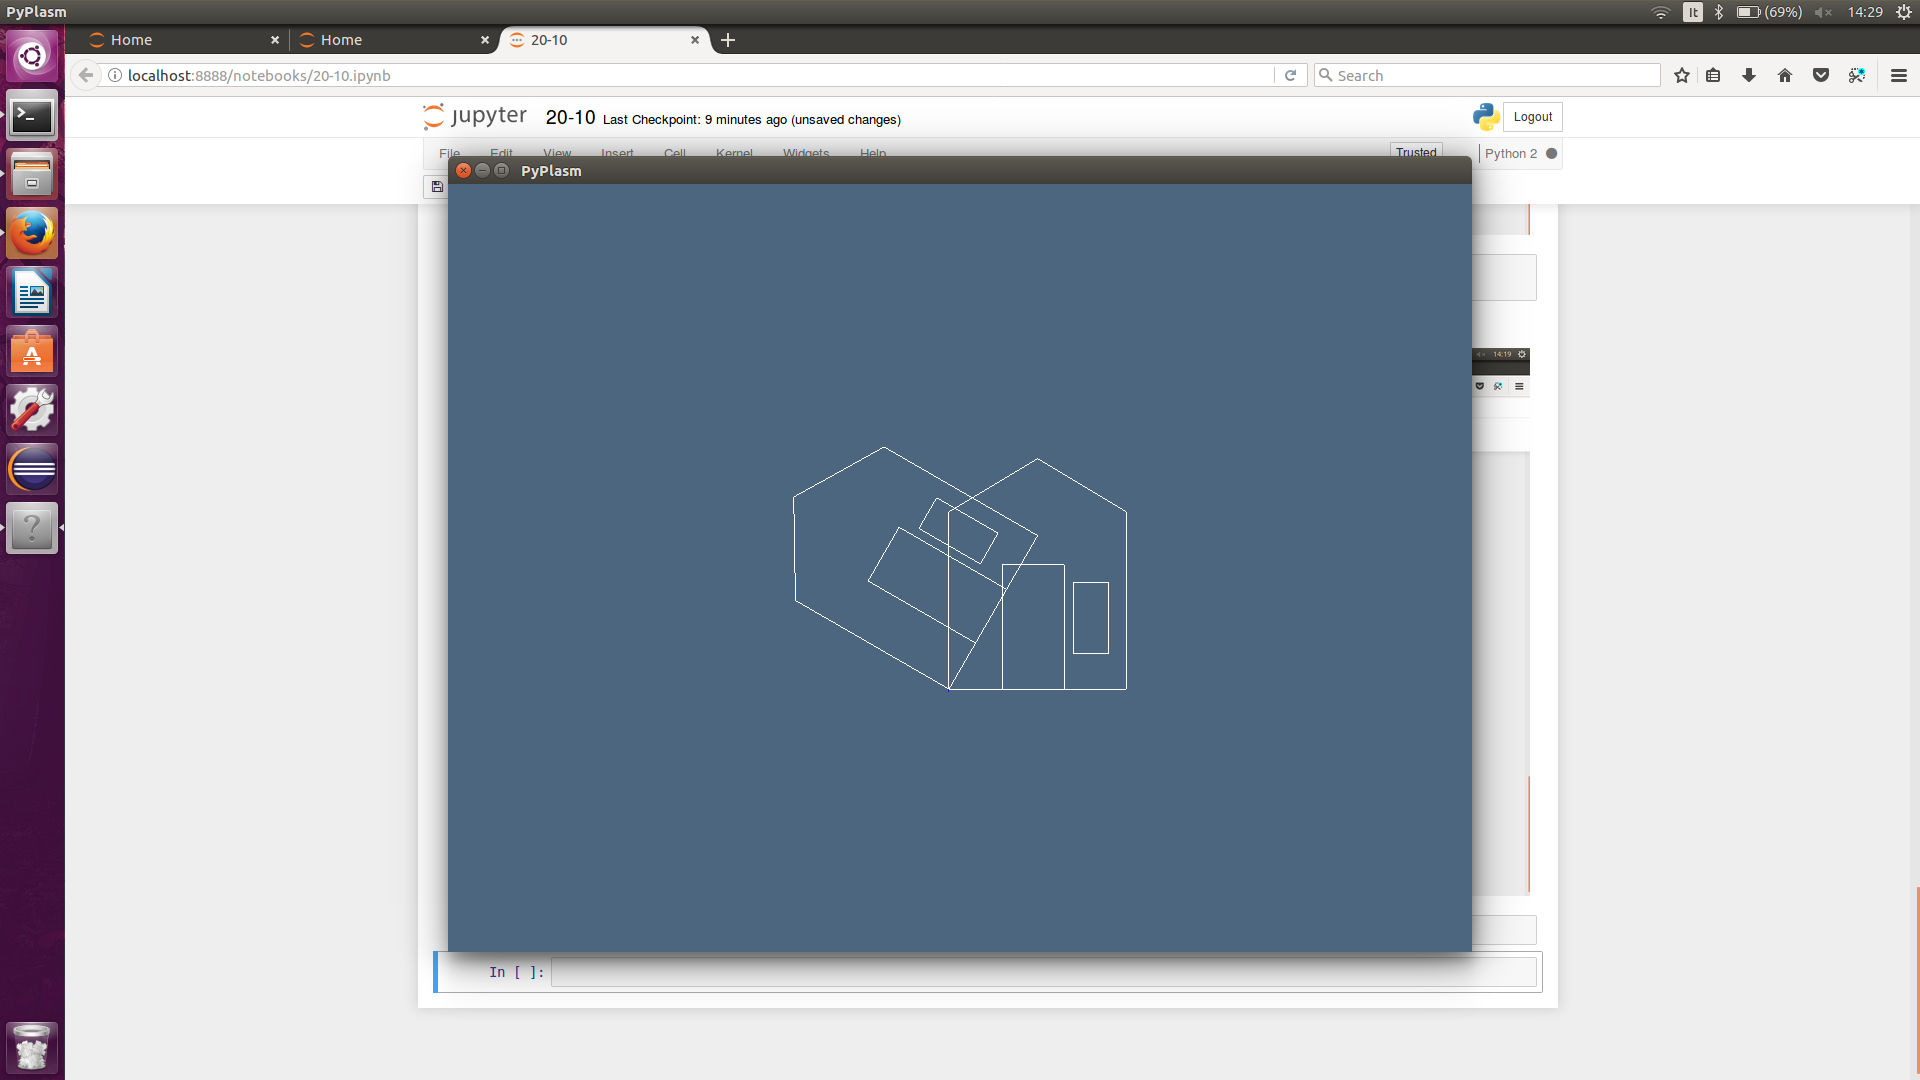 PyPlasm
It
(69%)
14:29
Home
Home
20-10
localhost:8888/notebooks/20-10.ipynb
Search
jupyter
20-10 Last Checkpoint: 9 minutes ago (unsaved changes)
Logout
File Edit View Insert Cell Kernel Widgets Help
Trusted
Python 2
PyPlasm
14:19
In [ ]: